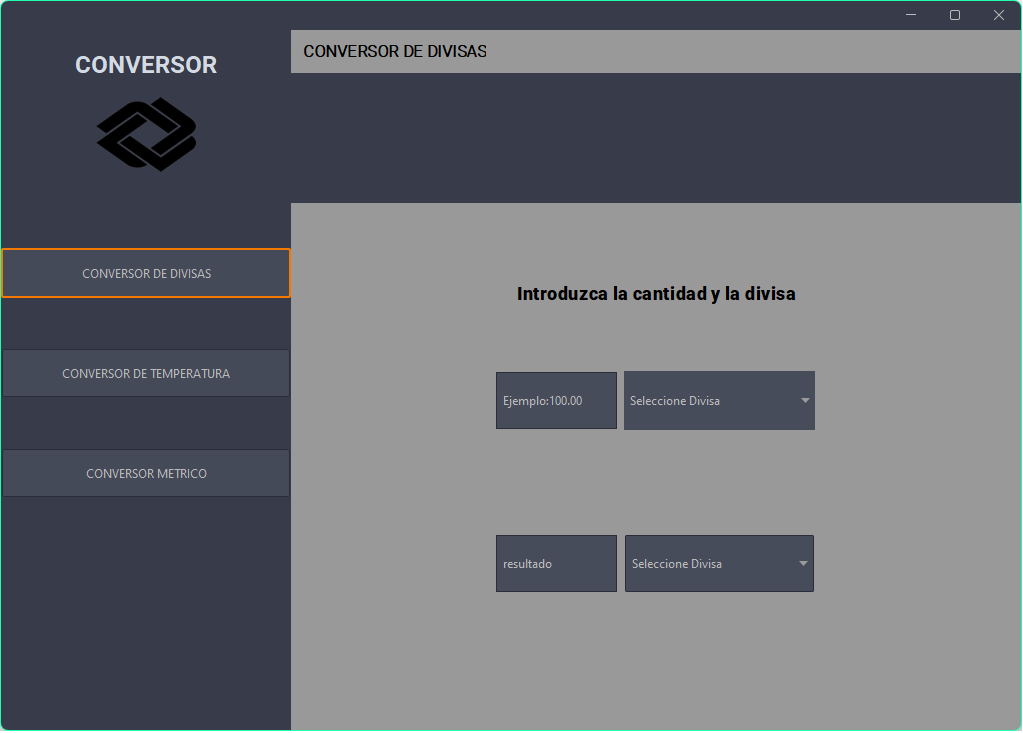 CONVERSOR
CONVERSOR DE DIVISAS
CONVERSOR DE TEMPERATURA
CONVERSOR METRICO
CONVERSOR DE DIVISAS
Introduzca la cantidad y la divisa
Ejemplo:100.00
Seleccione Divisa
resultado
Seleccione Divisa